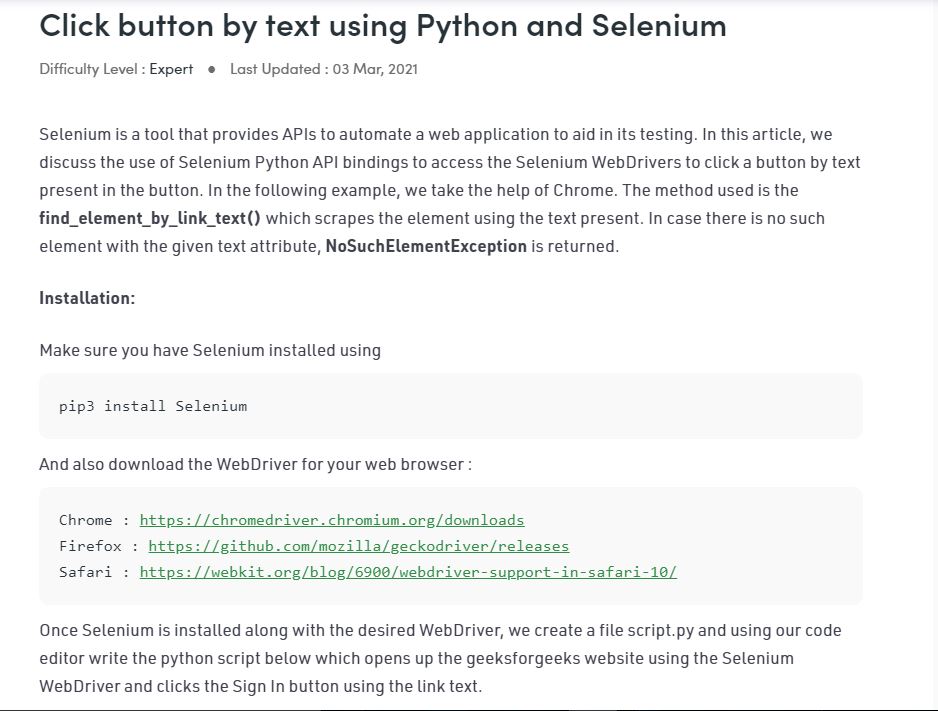 Click button by text using Python and Selenium
Difficulty Level : Expert ● Last Updated : 03 Mar, 2021
Selenium is a tool that provides APIs to automate a web application to aid in its testing. In this article, we
discuss the use of Selenium Python API bindings to access the Selenium WebDrivers to click a button by text
present in the button. In the following example, we take the help of Chrome. The method used is the
find_element_by_link_text() which scrapes the element using the text present. In case there is no such
element with the given text attribute, NoSuchElementException is returned.
Installation:
Make sure you have Selenium installed using
pip3 install Selenium
And also download the WebDriver for your web browser :
Chrome : https://chromedriver.chromium.org/downloads
Firefox : https://github.com/mozilla/geckodriver/releases
Safari : https://webkit.org/blog/6900/webdriver-support-in-safari-10/
Once Selenium is installed along with the desired WebDriver, we create a file script.py and using our code
editor write the python script below which opens up the geeksforgeeks website using the Selenium
WebDriver and clicks the Sign In button using the link text.